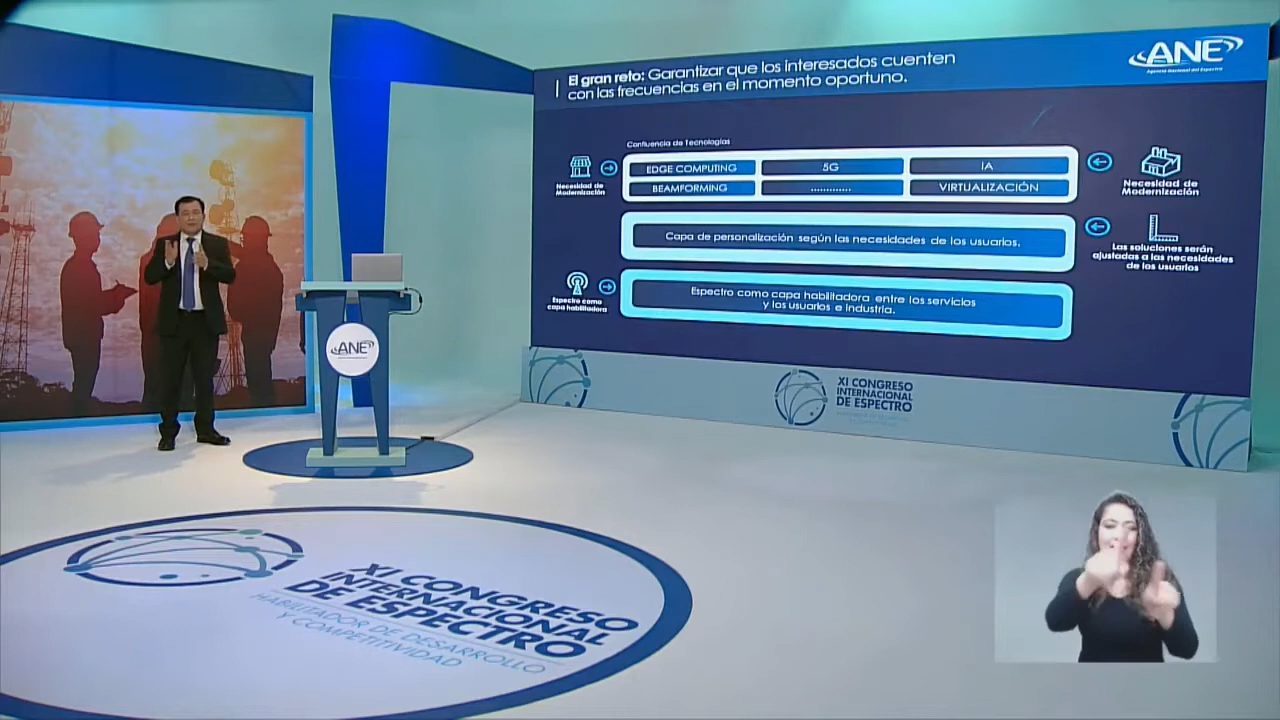 El gran reto: Garantizar que los interesados cuenten
con las frecuencias en el momento oportuno.
ANE
Agencia Nacional del Espectro
Confluencia de Tecnologías
EDGE COMPUTING
5G
IA
BEAMFORMING
.............
VIRTUALIZACIÓN
Necesidad de
Modernización
Necesidad de
Modernización
Capa de personalización según las necesidades de los usuarios.
Las soluciones serán
ajustadas a las necesidades
de los usuarios
Espectro como
capa habilitadora
Espectro como capa habilitadora entre los servicios
y los usuarios e industria.
ANE
XI CONGRESO
INTERNACIONAL
DE ESPECTRO
XI CONGRESO
INTERNACIONAL
DE ESPECTRO
HABILITADOR DE DESARROLLO
Y COMPETITIVIDAD